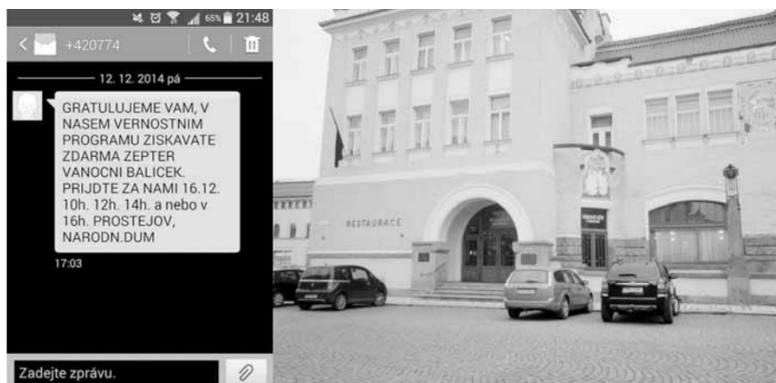 65% 21:48
+420774
12. 12. 2014 pá
GRATULUJEME VAM, V
NASEM VERNOSTNIM
PROGRAMU ZISKAVATE
ZDARMA ZEPTER
VANOCNI BALICEK.
PRIJDTE ZA NAMI 16.12.
10h. 12h. 14h. a nebo v
16h. PROSTEJOV,
NARODN.DUM
17:03
Zadejte zprávu.
RESTAURACE